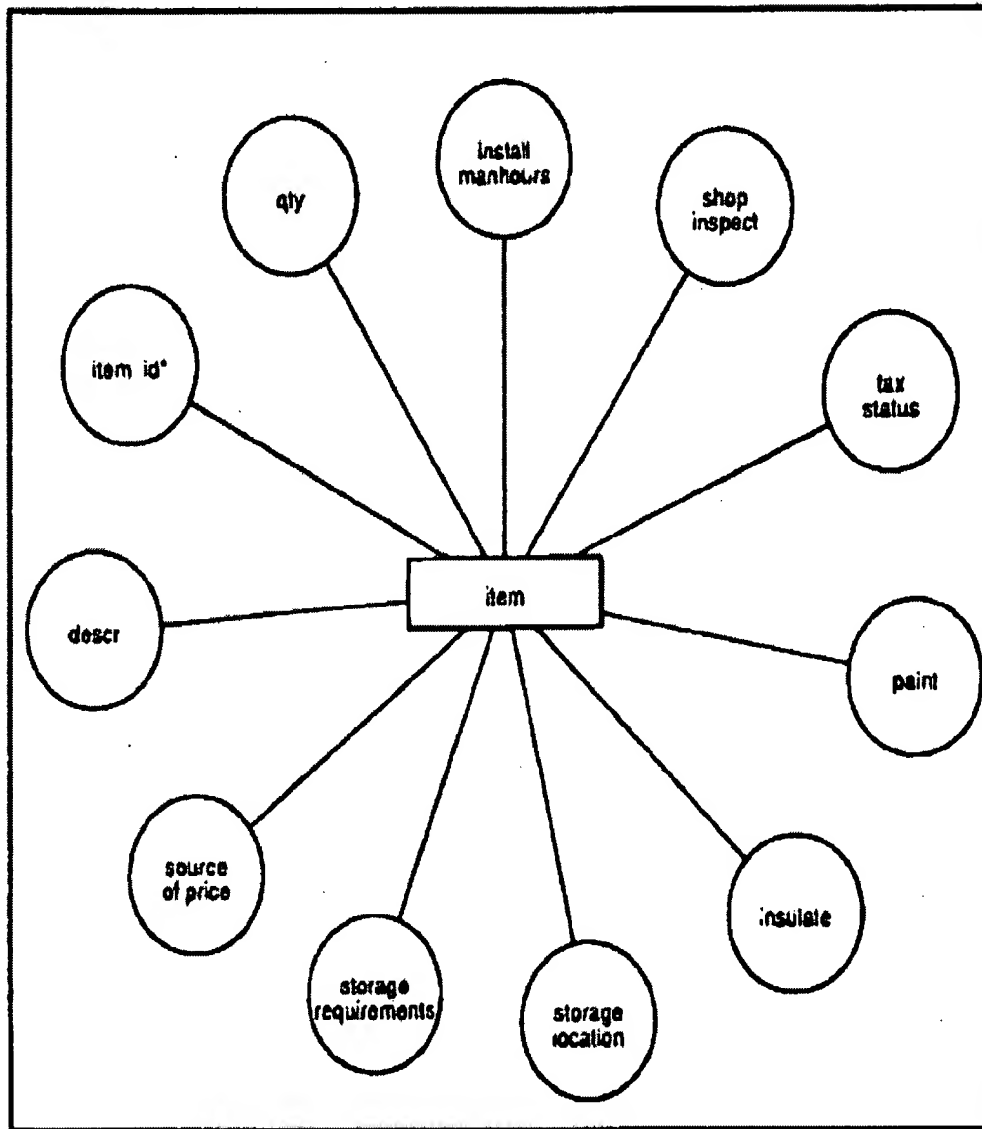 install
manhours
qty
shop
inspect
item id*
tax
status
item
descr
paint
source
of price
insulate
storage
requirements
storage
location